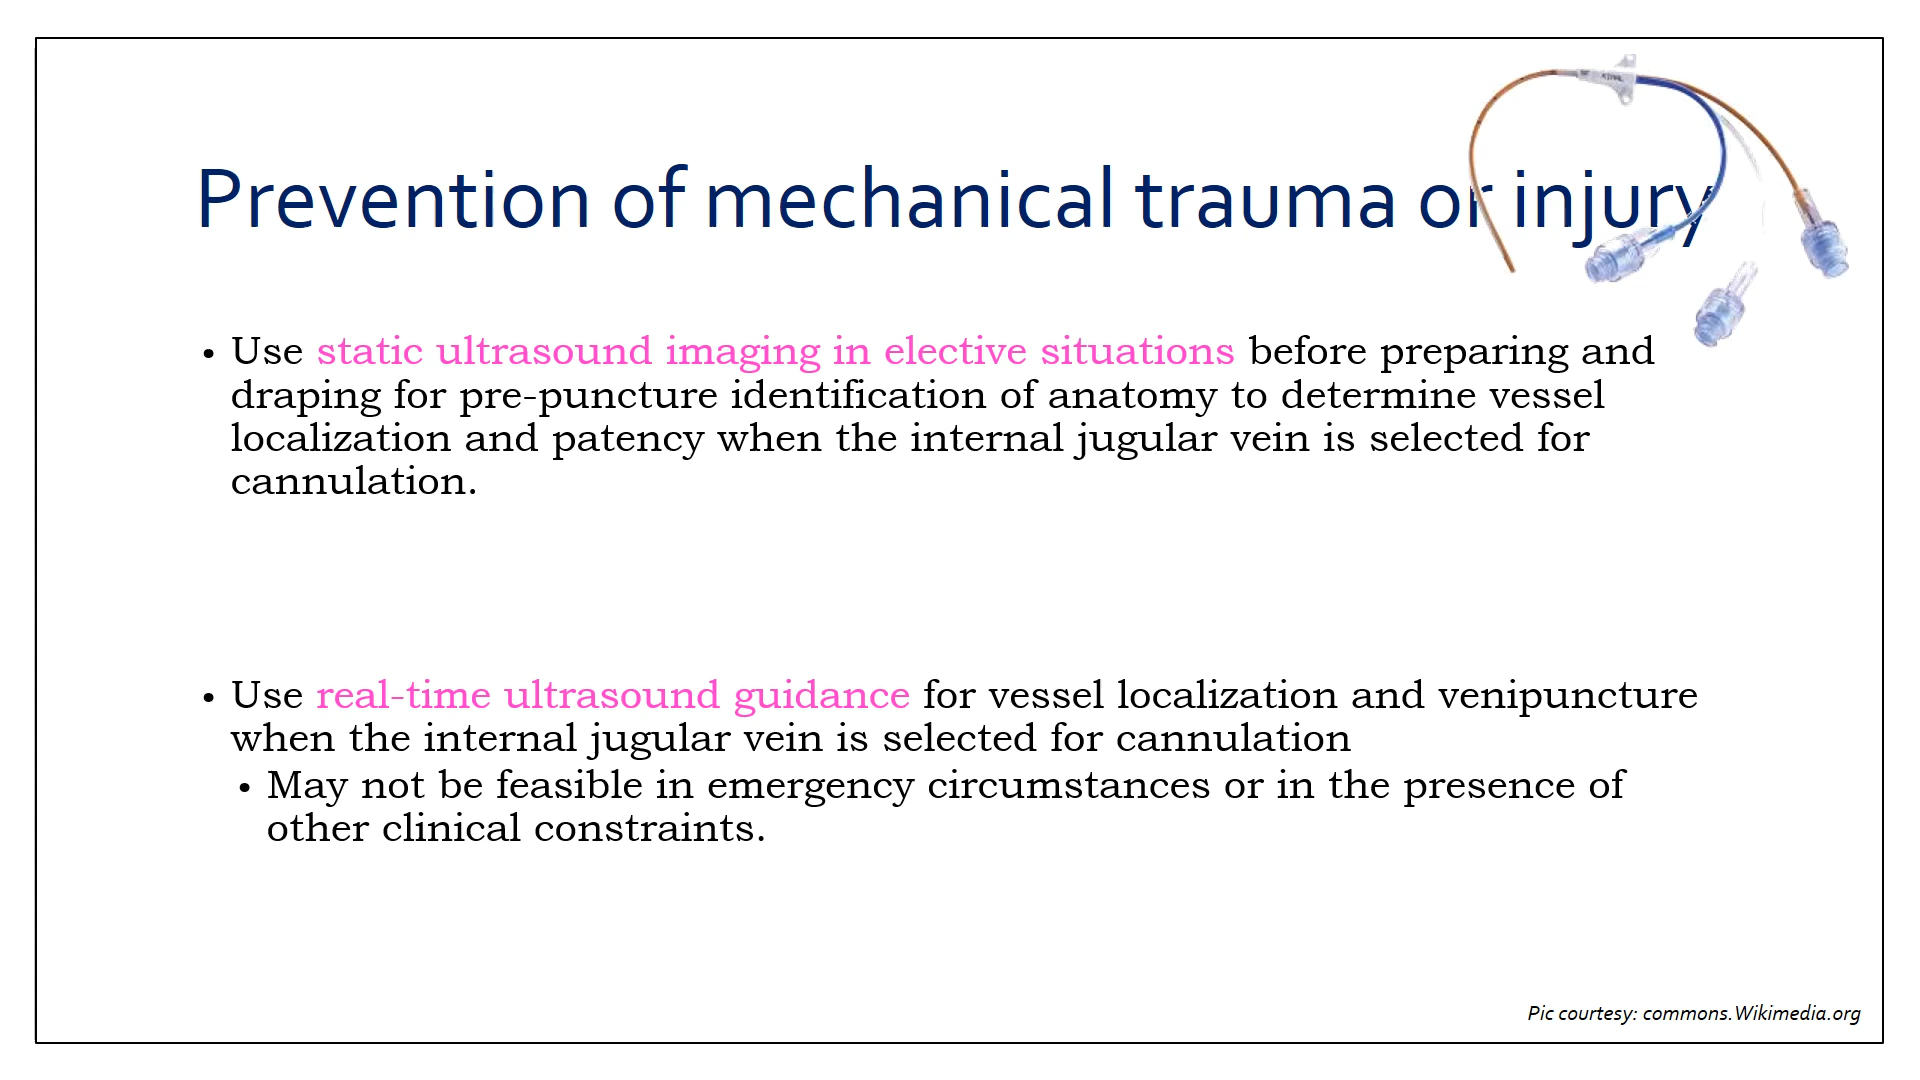 Prevention of mechanical trauma or injury
• Use static ultrasound imaging in elective situations before preparing and
draping for pre-puncture identification of anatomy to determine vessel
localization and patency when the internal jugular vein is selected for
cannulation.
• Use real-time ultrasound guidance for vessel localization and venipuncture
when the internal jugular vein is selected for cannulation
• May not be feasible in emergency circumstances or in the presence of
other clinical constraints.
Pic courtesy: commons.Wikimedia.org